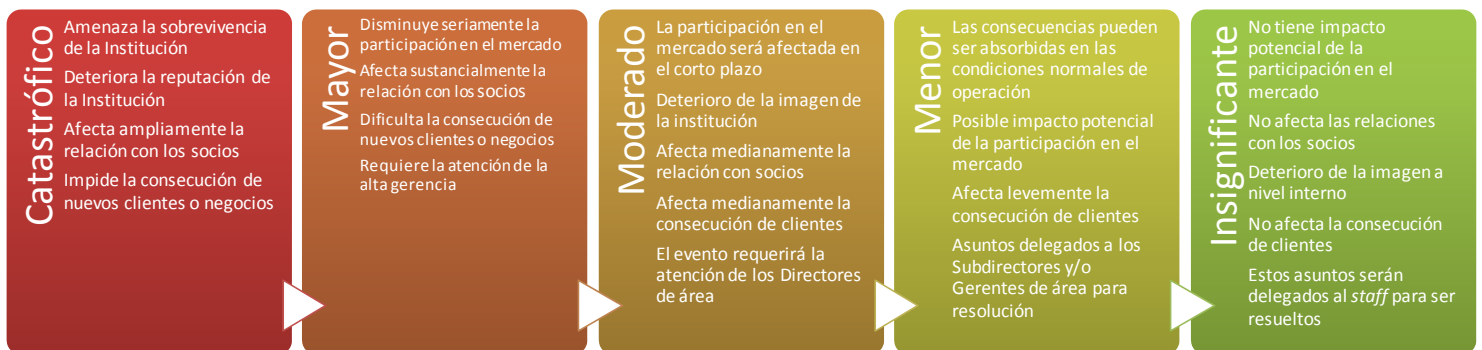 Catastrófico
Amenaza la sobrevivencia
de la Institución
Deteriora la reputación de
la Institución
Afecta ampliamente la
relación con los socios
Impide la consecución de
nuevos clientes o negocios
Mayor
Disminuye seriamente la
participación en el mercado
Afecta sustancialmente la
relación con los socios
Dificulta la consecución de
nuevos clientes o negocios
Requiere la atención de la
alta gerencia
Moderado
La participación en el
mercado será afectada en
el corto plazo
Deterioro de la imagen de
la institución
Afecta medianamente la
relación con socios
Afecta medianamente la
consecución de clientes
El evento requerirá la
atención de los Directores
de área
Menor
Las consecuencias pueden
ser absorbidas en las
condiciones normales de
operación
Posible impacto potencial
de la participación en el
mercado
Afecta levemente la
consecución de clientes
Asuntos delegados a los
Subdirectores y/o
Gerentes de área para
resolución
Insignificante
No tiene impacto
potencial de la
participación en el
mercado
No afecta las relaciones
con los socios
Deterioro de la imagen a
nivel interno
No afecta la consecución
de clientes
Estos asuntos serán
delegados al staff para ser
resueltos